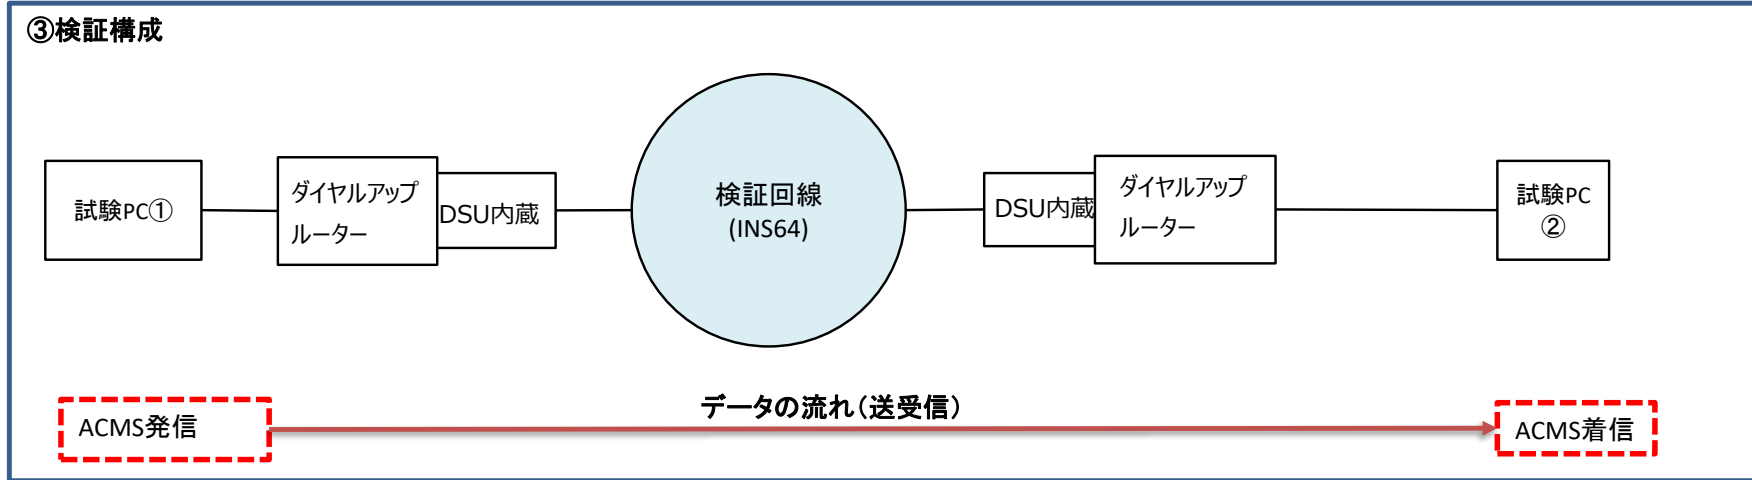 ③検証構成
試験PC①
ダイヤルアップ
ルーター
DSU内蔵
検証回線
(INS64)
DSU内蔵
ダイヤルアップ
ルーター
試験PC
②
データの流れ(送受信)
ACMS発信
ACMS着信